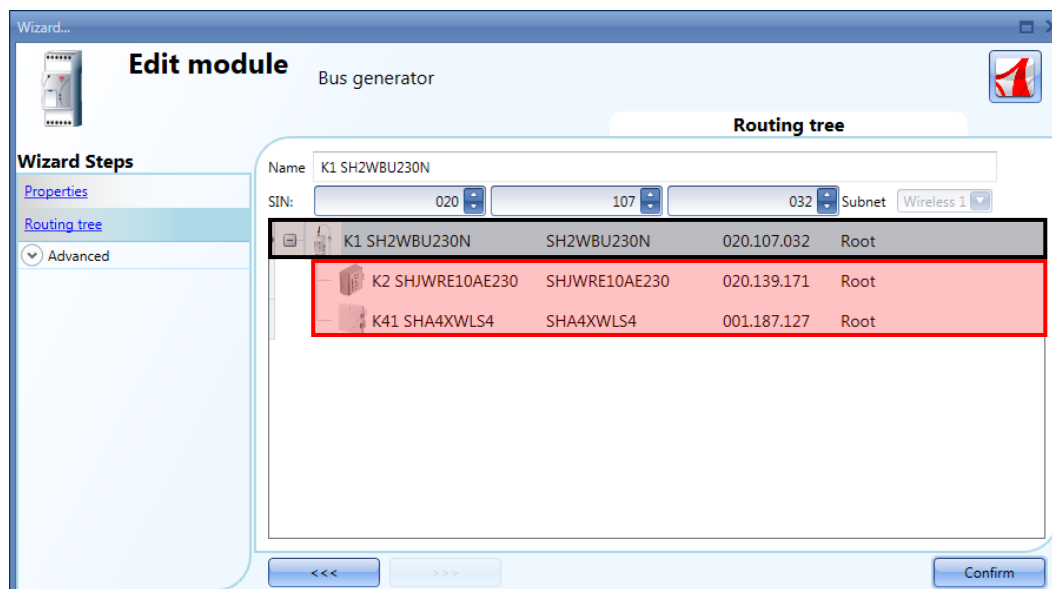 Wizard...
Edit module
Bus generator
Routing tree
Wizard Steps
Properties
Routing tree
Advanced
Name K1 SH2WBU230N
SIN: 020 107 032 Subnet Wireless 1
K1 SH2WBU230N SH2WBU230N 020.107.032 Root
K2 SHJWRE10AE230 SHJWRE10AE230 020.139.171 Root
K41 SHA4XWLS4 SHA4XWLS4 001.187.127 Root
<<< >>> Confirm